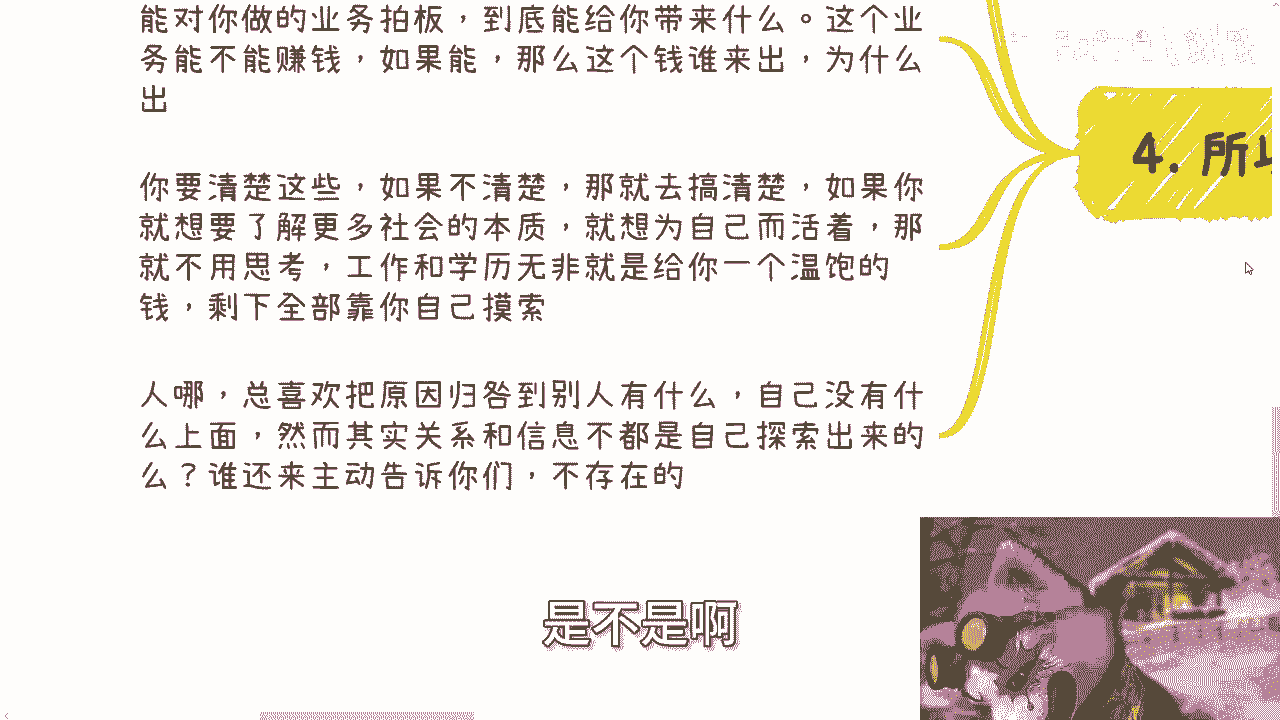 能对你做的业务拍板，到底能给你带来什么。这个业
务能不能赚钱，如果能，那么这个钱谁来出，为什么
出
你要清楚这些，如果不清楚，那就去搞清楚，如果你
就想要了解更多社会的本质，就想为自己而活着，那
就不用思考，工作和学历无非就是给你一个温饱的
钱，剩下全部靠你自己摸索
人哪，总喜欢把原因归咎到别人有什么，自己没有什
么上面，然而其实关系和信息不都是自己探索出来的
么？谁还来主动告诉你们，不存在的
4. 所
是不是啊